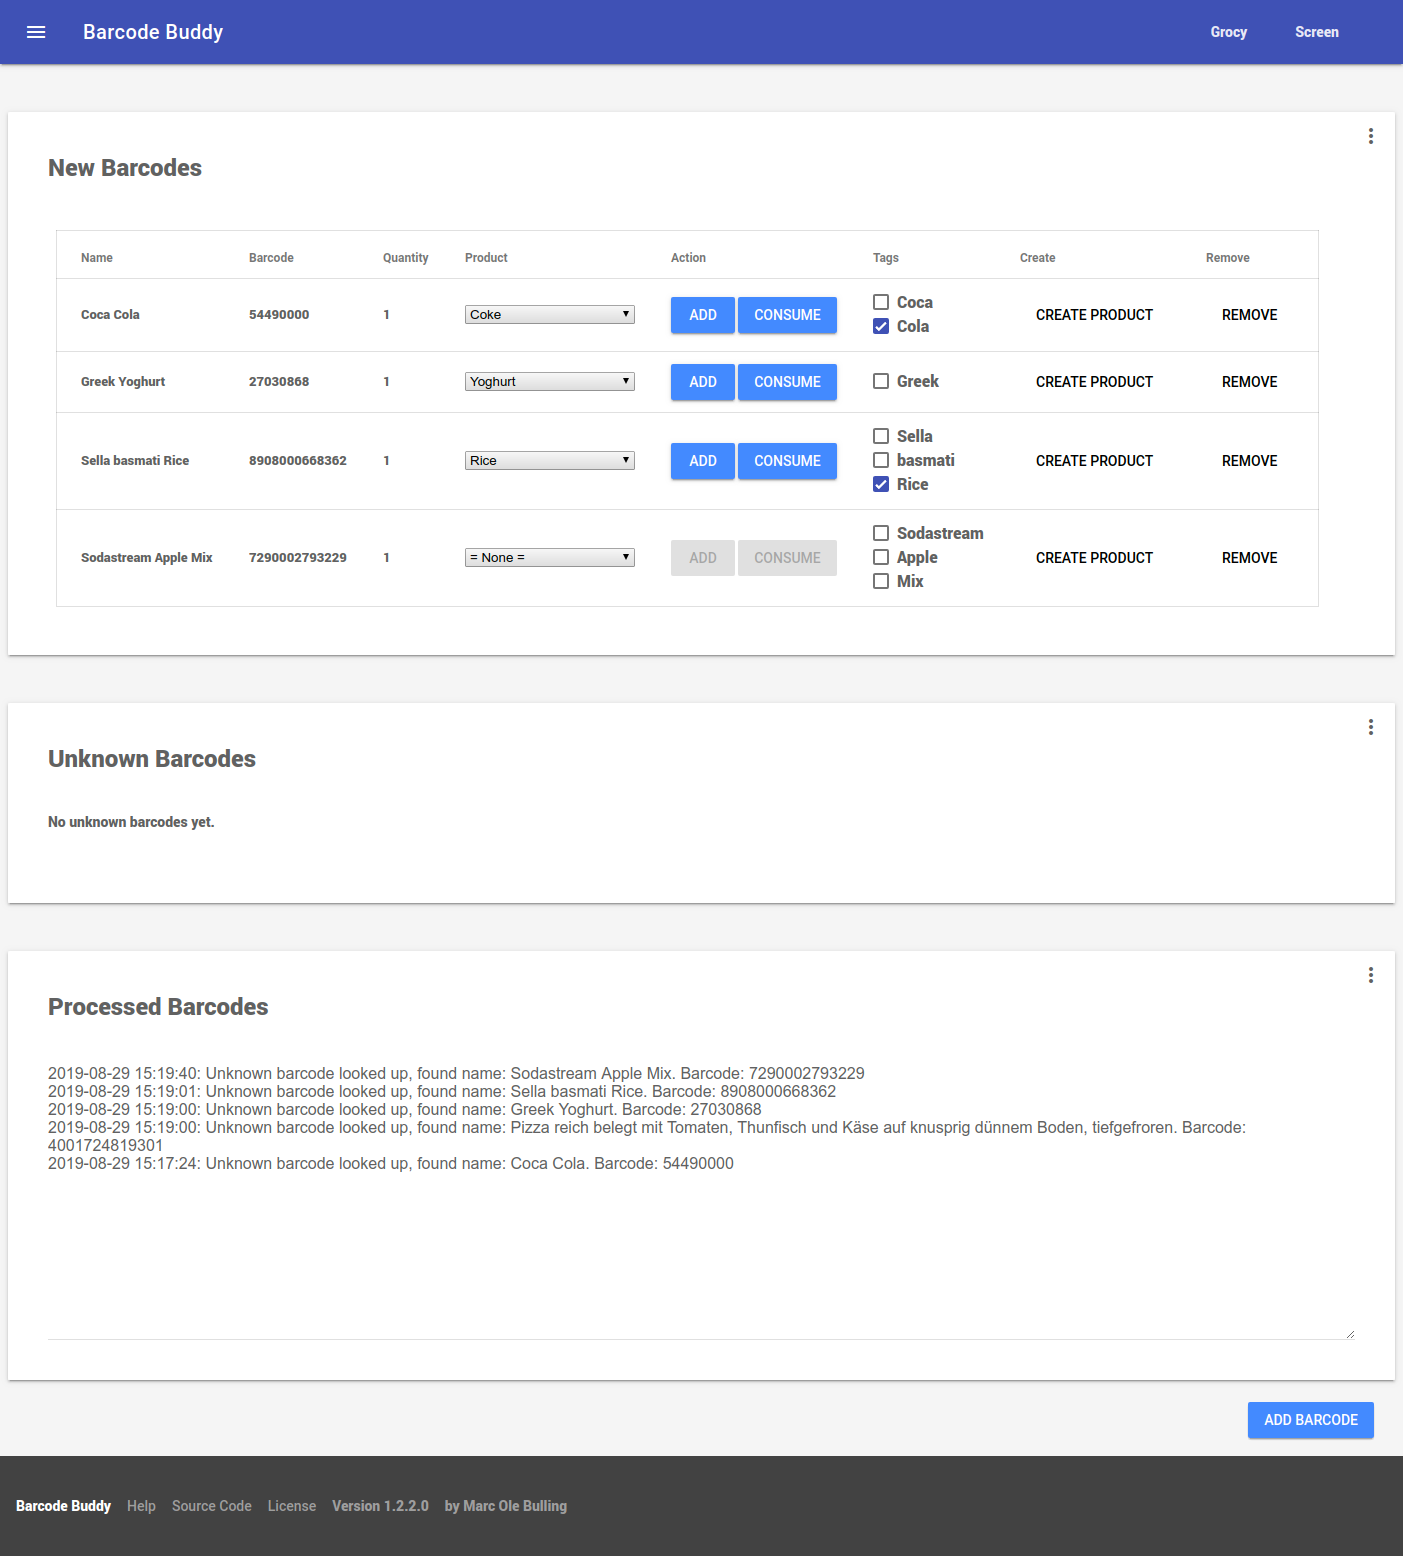 Barcode Buddy Grocy Screen
New Barcodes
Name Barcode Quantity Product Action Tags Create Remove
Coca Cola 54490000 1 Coke ADD CONSUME Coca CREATE PRODUCT REMOVE
Cola
Greek Yoghurt 27030868 1 Yoghurt ADD CONSUME Greek CREATE PRODUCT REMOVE
Sella
Sella basmati Rice 8908000668362 1 Rice ADD CONSUME basmati CREATE PRODUCT REMOVE
Rice
Sodastream
Sodastream Apple Mix 7290002793229 1 = None = ADD CONSUME Apple CREATE PRODUCT REMOVE
Mix
Unknown Barcodes
No unknown barcodes yet.
Processed Barcodes
2019-08-29 15:19:40: Unknown barcode looked up, found name: Sodastream Apple Mix. Barcode: 7290002793229
2019-08-29 15:19:01: Unknown barcode looked up, found name: Sella basmati Rice. Barcode: 8908000668362
2019-08-29 15:19:00: Unknown barcode looked up, found name: Greek Yoghurt. Barcode: 27030868
2019-08-29 15:19:00: Unknown barcode looked up, found name: Pizza reich belegt mit Tomaten, Thunfisch und Käse auf knusprig dünnem Boden, tiefgefroren. Barcode:
4001724819301
2019-08-29 15:17:24: Unknown barcode looked up, found name: Coca Cola. Barcode: 54490000
ADD BARCODE
Barcode Buddy Help Source Code License Version 1.2.2.0 by Marc Ole Bulling